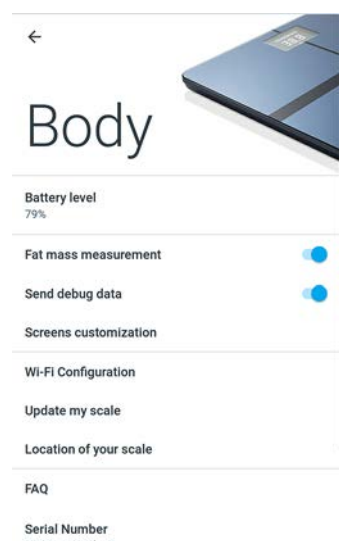 Body
Battery level
79%
Fat mass measurement
Send debug data
Screens customization
Wi-Fi Configuration
Update my scale
Location of your scale
FAQ
Serial Number